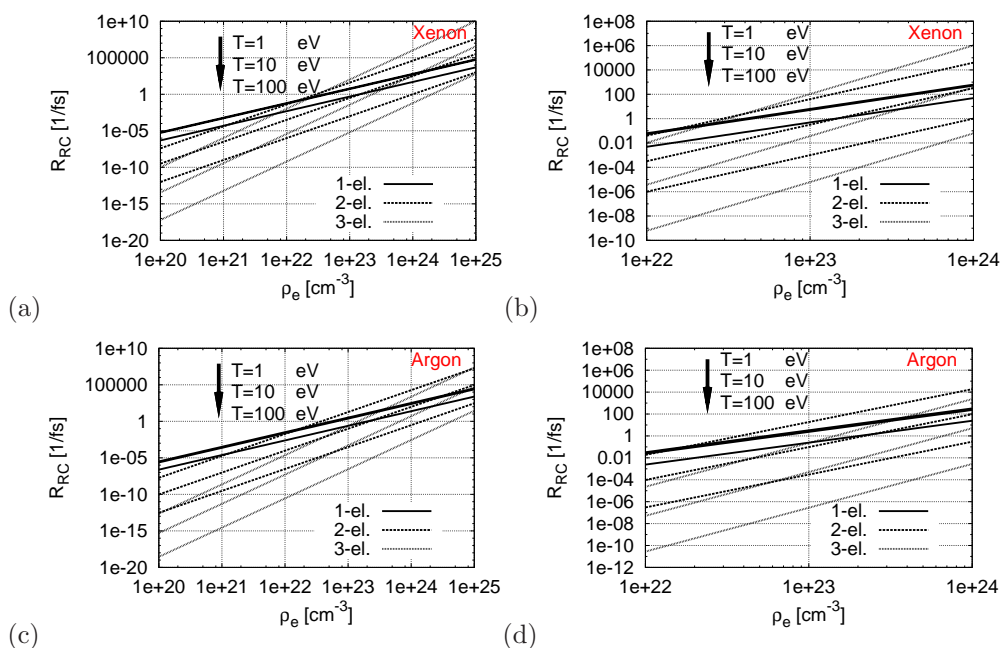 Xenon
T=1 eV
T=10 eV
T=100 eV
1e+10
100000
1
1e-05
1e-10
1e-15
1e-20
R_RC [1/fs]
1-el.
2-el.
3-el.
1e+20 1e+21 1e+22 1e+23 1e+24 1e+25
ρ_e [cm^-3]
(a)
Xenon
T=1 eV
T=10 eV
T=100 eV
1e+08
1e+06
10000
100
1
0.01
1e-04
1e-06
1e-08
1e-10
R_RC [1/fs]
1-el.
2-el.
3-el.
1e+22 1e+23 1e+24
ρ_e [cm^-3]
(b)
Argon
T=1 eV
T=10 eV
T=100 eV
1e+10
100000
1
1e-05
1e-10
1e-15
1e-20
R_RC [1/fs]
1-el.
2-el.
3-el.
1e+20 1e+21 1e+22 1e+23 1e+24 1e+25
ρ_e [cm^-3]
(c)
Argon
T=1 eV
T=10 eV
T=100 eV
1e+08
1e+06
10000
100
1
0.01
1e-04
1e-06
1e-08
1e-10
1e-12
R_RC [1/fs]
1-el.
2-el.
3-el.
1e+22 1e+23 1e+24
ρ_e [cm^-3]
(d)